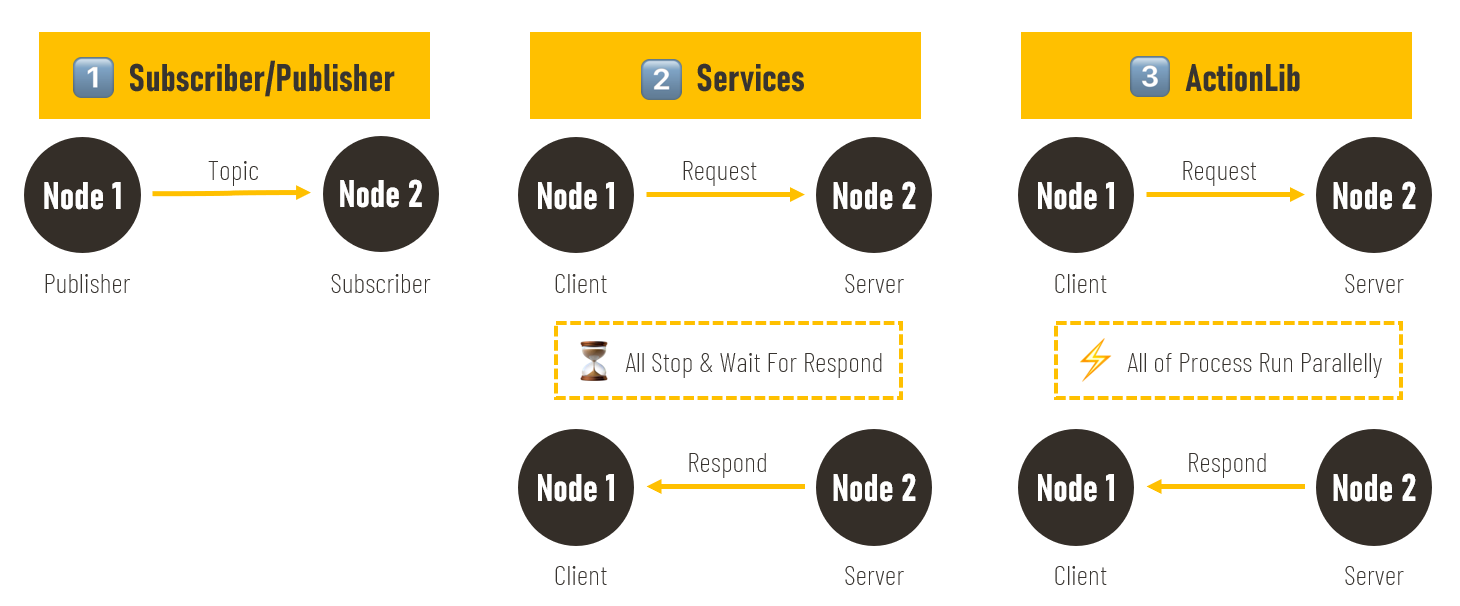 1 Subscriber/Publisher
Node 1
Topic
Node 2
Publisher
Subscriber
2 Services
Node 1
Request
Node 2
Client
Server
All Stop & Wait For Respond
Node 1
Respond
Node 2
Client
Server
3 ActionLib
Node 1
Request
Node 2
Client
Server
All of Process Run Parallelly
Node 1
Respond
Node 2
Client
Server